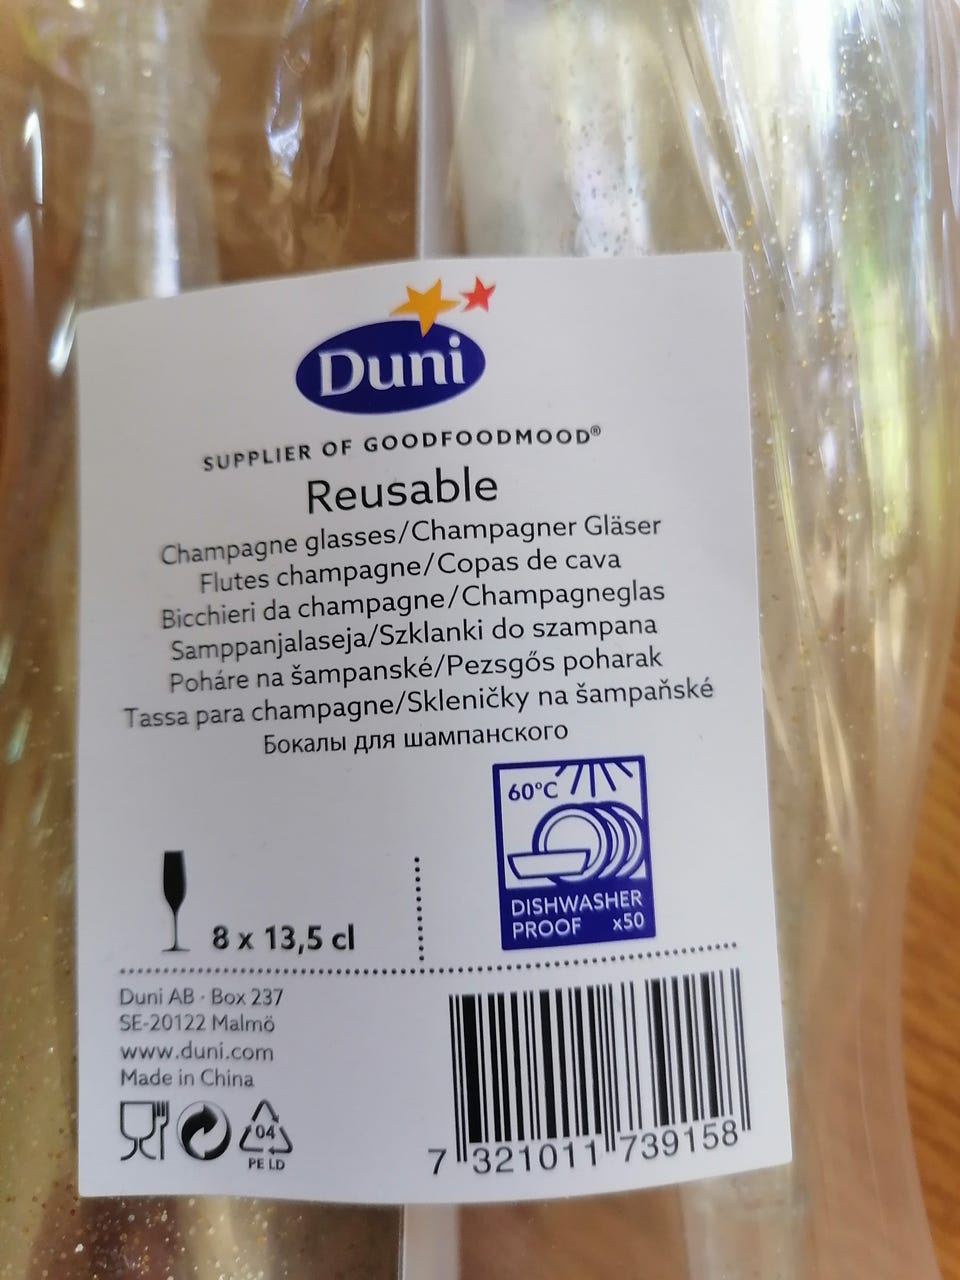 Duni
SUPPLIER OF GOODFOODMOOD®
Reusable
Champagne glasses/Champagner Gläser
Flutes champagne/Copas de cava
Bicchieri da champagne/Champagneglas
Samppanjalaseja/Szklanki do szampana
Poháre na šampanské/Pezsgős poharak
Tassa para champagne/Skleničky na šampaňské
Бокалы для шампанского
60°C
DISHWASHER
PROOF x50
8 x 13,5 cl
Duni AB · Box 237
SE-20122 Malmö
www.duni.com
Made in China
04
PE LD
7 321011 739158